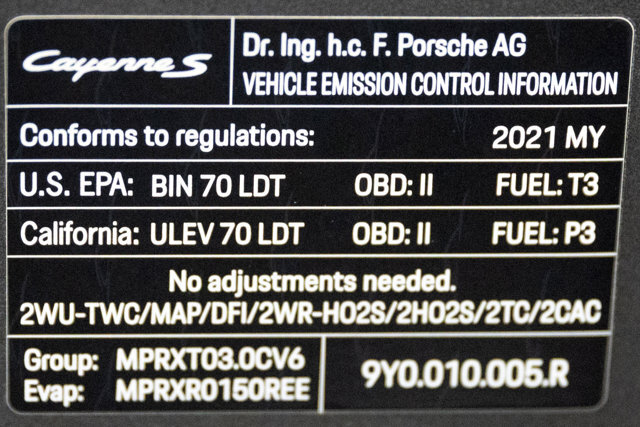 Cayenne S
Dr. Ing. h.c. F. Porsche AG
VEHICLE EMISSION CONTROL INFORMATION
Conforms to regulations: 2021 MY
U.S. EPA: BIN 70 LDT OBD: II FUEL: T3
California: ULEV 70 LDT OBD: II FUEL: P3
No adjustments needed.
2WU-TWC/MAP/DFI/2WR-HO2S/2HO2S/2TC/2CAC
Group: MPRXT03.0CV6
Evap: MPRXR0150REE
9Y0.010.005.R